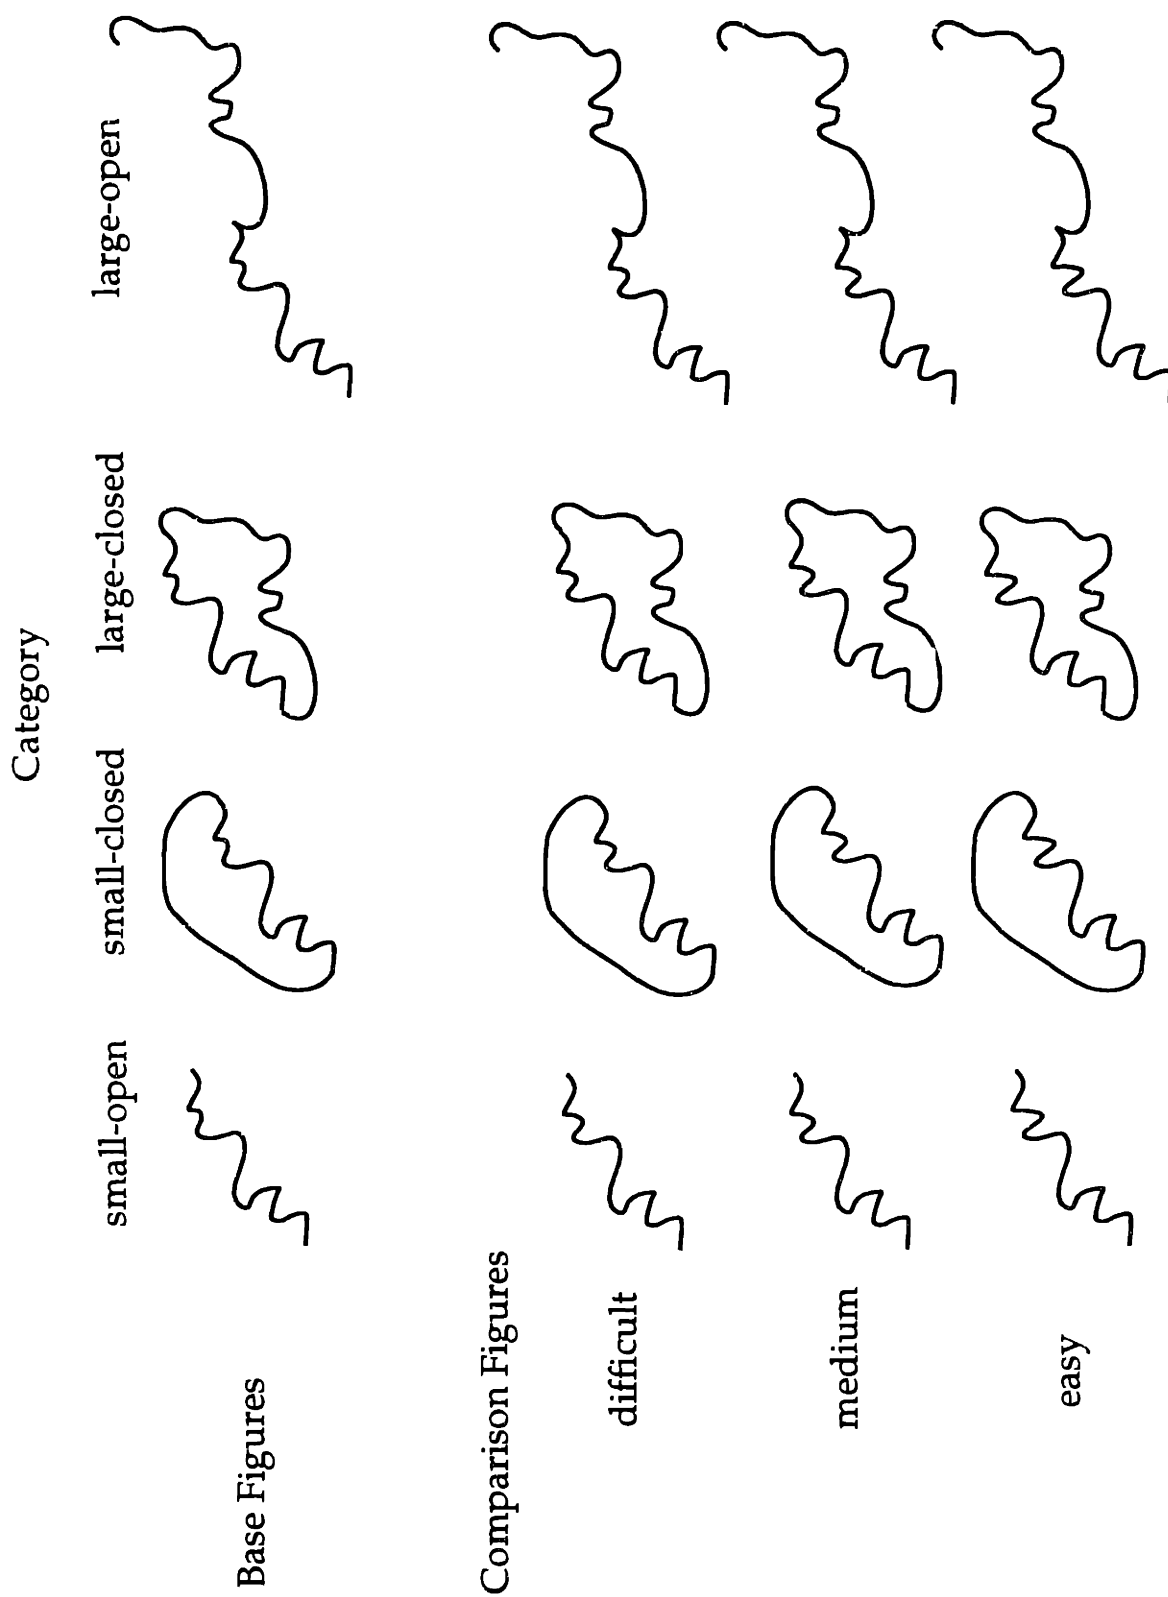 Category
small-open
small-closed
large-closed
large-open
Base Figures
Comparison Figures
difficult
medium
easy